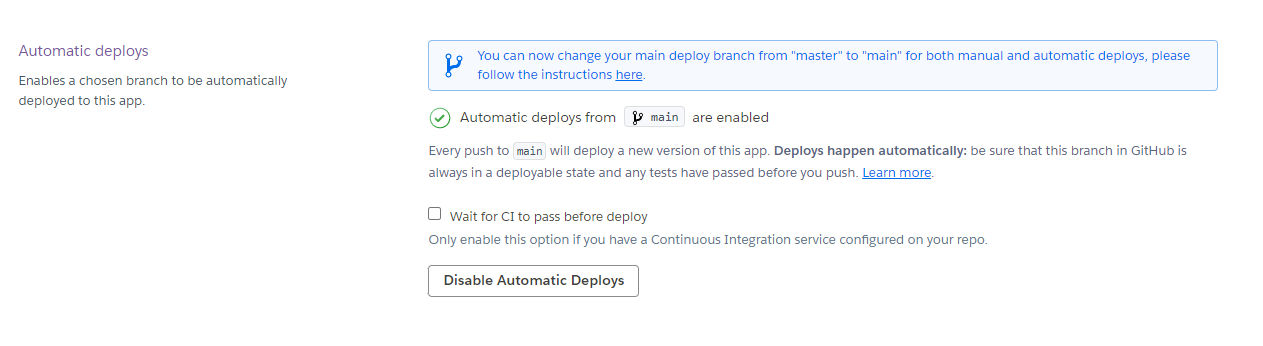 Automatic deploys
Enables a chosen branch to be automatically
deployed to this app.
You can now change your main deploy branch from "master" to "main" for both manual and automatic deploys, please
follow the instructions here.
Automatic deploys from main are enabled
Every push to main will deploy a new version of this app. Deploys happen automatically: be sure that this branch in GitHub is
always in a deployable state and any tests have passed before you push. Learn more.
Wait for CI to pass before deploy
Only enable this option if you have a Continuous Integration service configured on your repo.
Disable Automatic Deploys